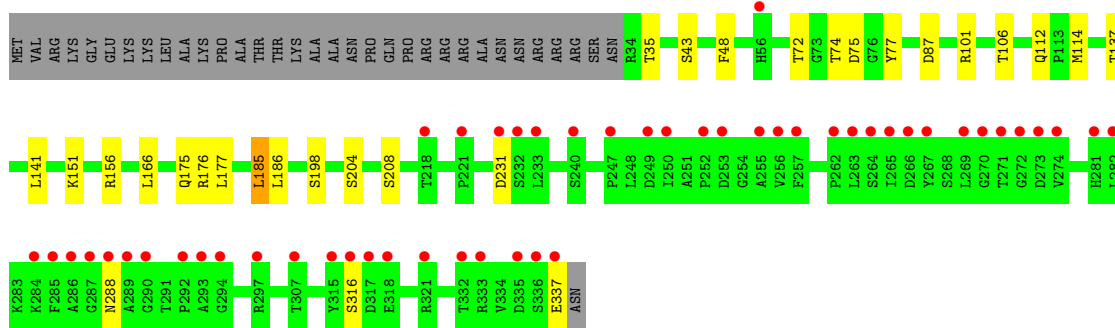 MET VAL ARG LYS GLY GLU LYS LYS LEU ALA LYS PRO ALA THR THR LYS ALA ALA ASN PRO GLN PRO ARG ARG ARG ALA ASN ASN ARG ARG ARG SER ASN R34 T35 S43 F48 H56 T72 G73 T74 D75 G76 Y77 D87 R101 T106 Q112 P113 M114 T137
L141 K151 R156 L166 Q175 R176 L177 L185 L186 S198 S204 S208 T218 P221 D231 S232 L233 S240 P247 L248 D249 I250 A251 P252 D253 G254 A255 V256 F257 P262 L263 S264 I265 D266 Y267 S268 L269 G270 T271 G272 D273 V274 H281 L282
K283 K284 F285 A286 G287 N288 A289 G290 T291 P292 A293 G294 R297 T307 Y315 S316 D317 E318 R321 T332 R333 V334 D335 S336 E337 ASN